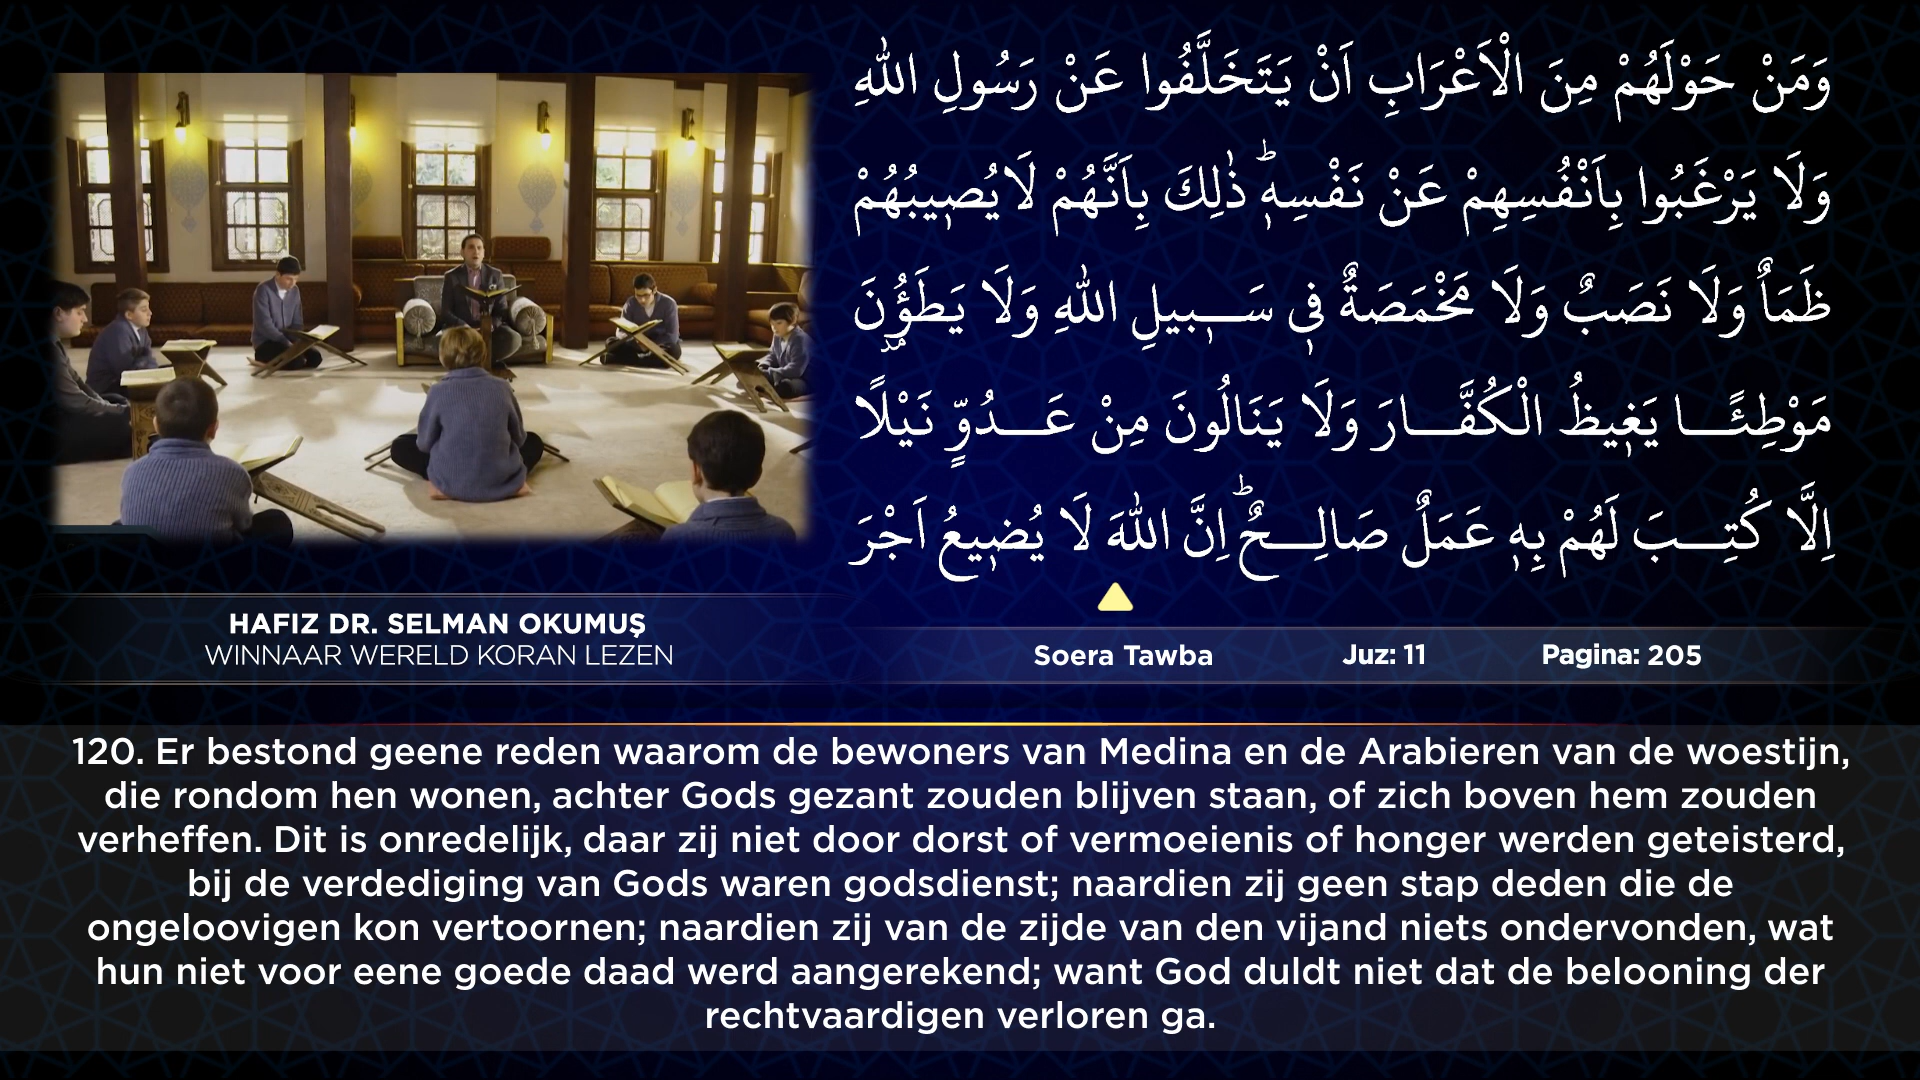 وَمَنْ حَوْلَهُمْ مِنَ الْاَعْرَابِ اَنْ يَتَخَلَّفُوا عَنْ رَسُولِ اللّٰهِ
وَلَا يَرْغَبُوا بِاَنْفُسِهِمْ عَنْ نَفْسِهٖؕ ذٰلِكَ بِاَنَّهُمْ لَا يُصٖيبُهُمْ
ظَمَاٌ وَلَا نَصَبٌ وَلَا مَخْمَصَةٌ فٖي سَبٖيلِ اللّٰهِ وَلَا يَطَؤُ۫نَ
مَوْطِئًا يَغٖيظُ الْكُفَّارَ وَلَا يَنَالُونَ مِنْ عَدُوٍّ نَيْلًا
اِلَّا كُتِبَ لَهُمْ بِهٖ عَمَلٌ صَالِحٌؕ اِنَّ اللّٰهَ لَا يُضٖيعُ اَجْرَ
HAFIZ DR. SELMAN OKUMUŞ
WINNAAR WERELD KORAN LEZEN
Soera Tawba Juz: 11 Pagina: 205
120. Er bestond geene reden waarom de bewoners van Medina en de Arabieren van de woestijn,
die rondom hen wonen, achter Gods gezant zouden blijven staan, of zich boven hem zouden
verheffen. Dit is onredelijk, daar zij niet door dorst of vermoeienis of honger werden geteisterd,
bij de verdediging van Gods waren godsdienst; naardien zij geen stap deden die de
ongeloovigen kon vertoornen; naardien zij van de zijde van den vijand niets ondervonden, wat
hun niet voor eene goede daad werd aangerekend; want God duldt niet dat de belooning der
rechtvaardigen verloren ga.